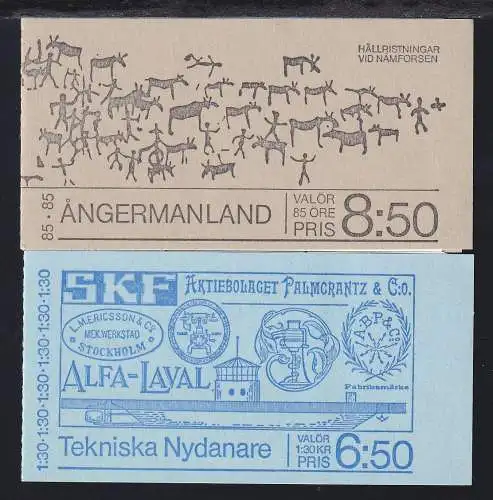 HÄLLRISTNINGAR
VID NÄMFORSEN
85 · 85
ÅNGERMANLAND
VALÖR
85 ÖRE
PRIS 8:50
1:30·1:30·1:30·1:30·1:30
SKF
AKTIEBOLAGET PALMCRANTZ & C:o.
L.M.ERICSSON & Co
MEK.WERKSTAD
STOCKHOLM
A·B·P·& Co.
ALFA-LAVAL
Fabriksmärke
Tekniska Nydanare
VALÖR
1:30 KR
PRIS 6:50